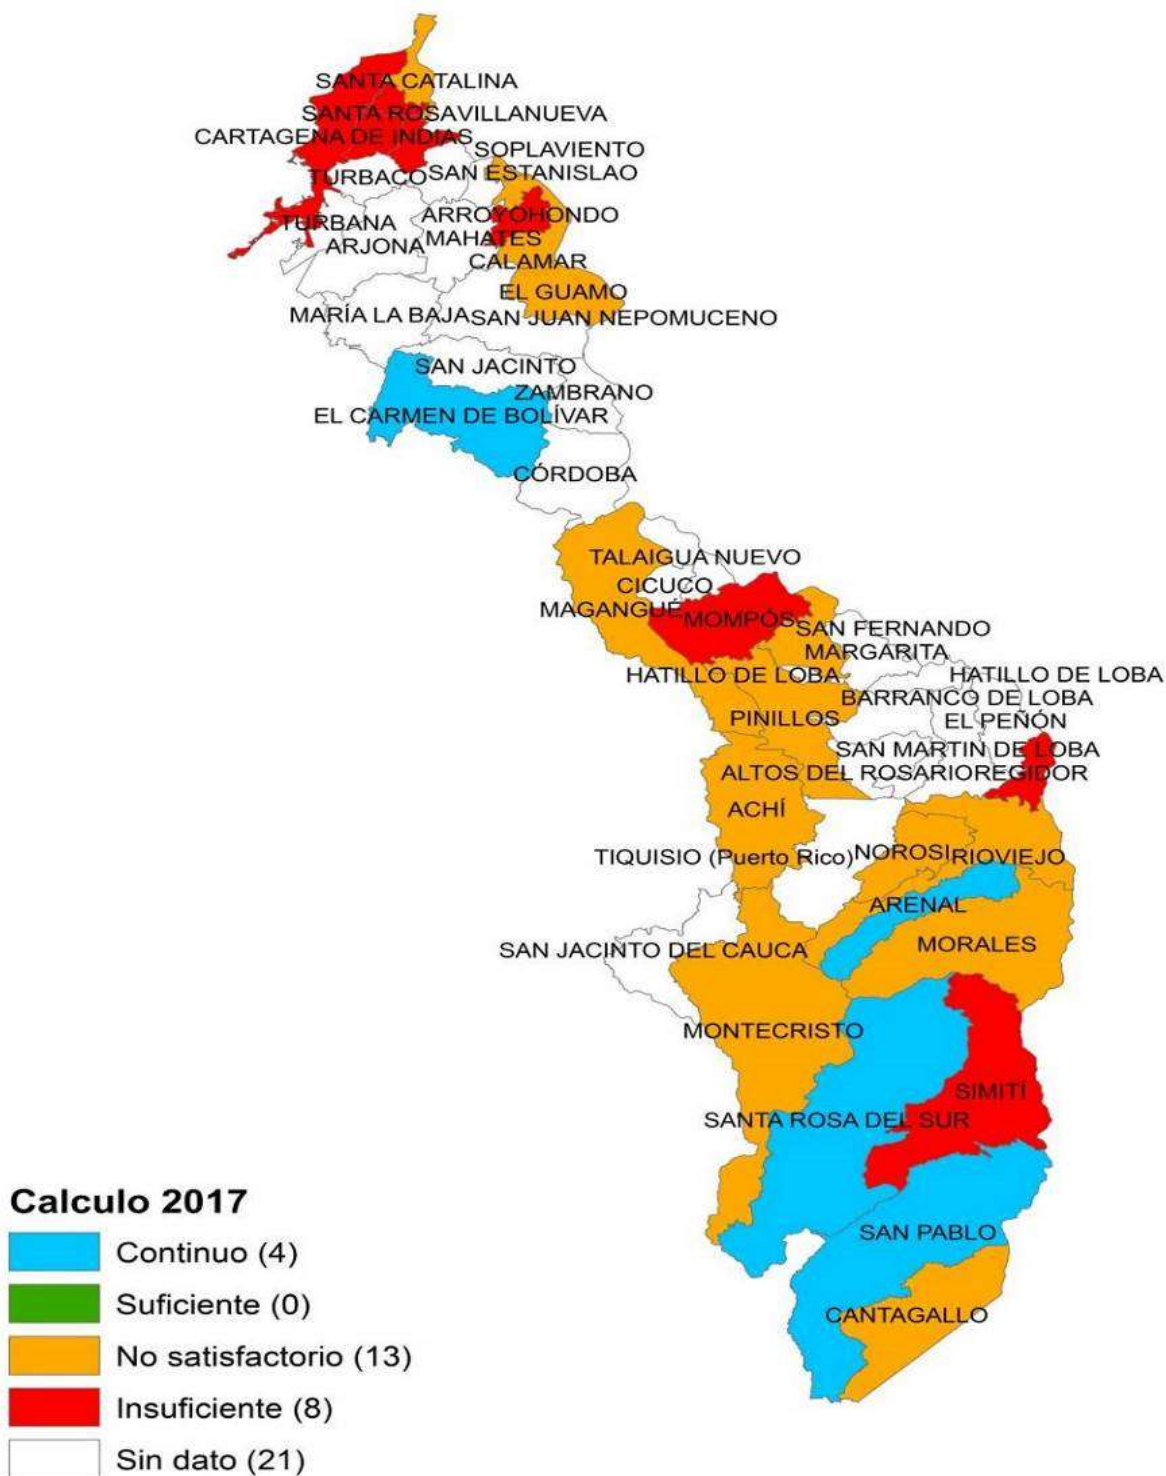 SANTA CATALINA
SANTA ROSA VILLANUEVA
CARTAGENA DE INDIAS
SOPLAVIENTO
TURBACO SAN ESTANISLAO
TURBANA ARROYOHONDO
ARJONA MAHATES
CALAMAR
EL GUAMO
MARÍA LA BAJA SAN JUAN NEPOMUCENO
SAN JACINTO
ZAMBRANO
EL CARMEN DE BOLÍVAR
CÓRDOBA
TALAIGUA NUEVO
CICUCO
MAGANGUÉ MOMPÓS
SAN FERNANDO
MARGARITA
HATILLO DE LOBA HATILLO DE LOBA
BARRANCO DE LOBA
PINILLOS EL PEÑÓN
SAN MARTIN DE LOBA
ALTOS DEL ROSARIO REGIDOR
ACHÍ
TIQUISIO (Puerto Rico) NOROSI RIOVIEJO
ARENAL
SAN JACINTO DEL CAUCA MORALES
MONTECRISTO
SIMITÍ
SANTA ROSA DEL SUR
SAN PABLO
CANTAGALLO
Calculo 2017
Continuo (4)
Suficiente (0)
No satisfactorio (13)
Insuficiente (8)
Sin dato (21)